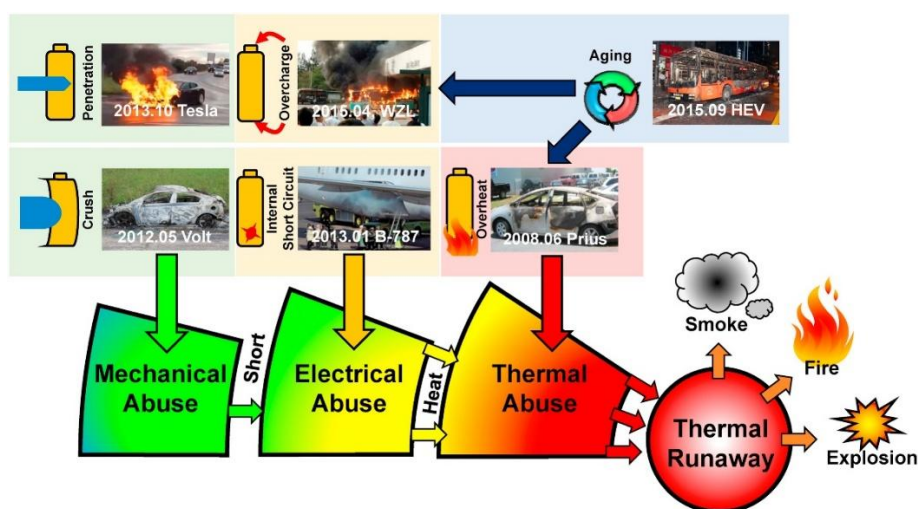 Penetration
2013.10 Tesla
Overcharge
2015.04, WZL
Aging
2015.09 HEV
Crush
2012.05 Volt
Internal
Short Circuit
2013.01 B-787
Overheat
2008.06 Prius
Mechanical
Abuse
Short
Electrical
Abuse
Heat
Thermal
Abuse
Thermal
Runaway
Smoke
Fire
Explosion